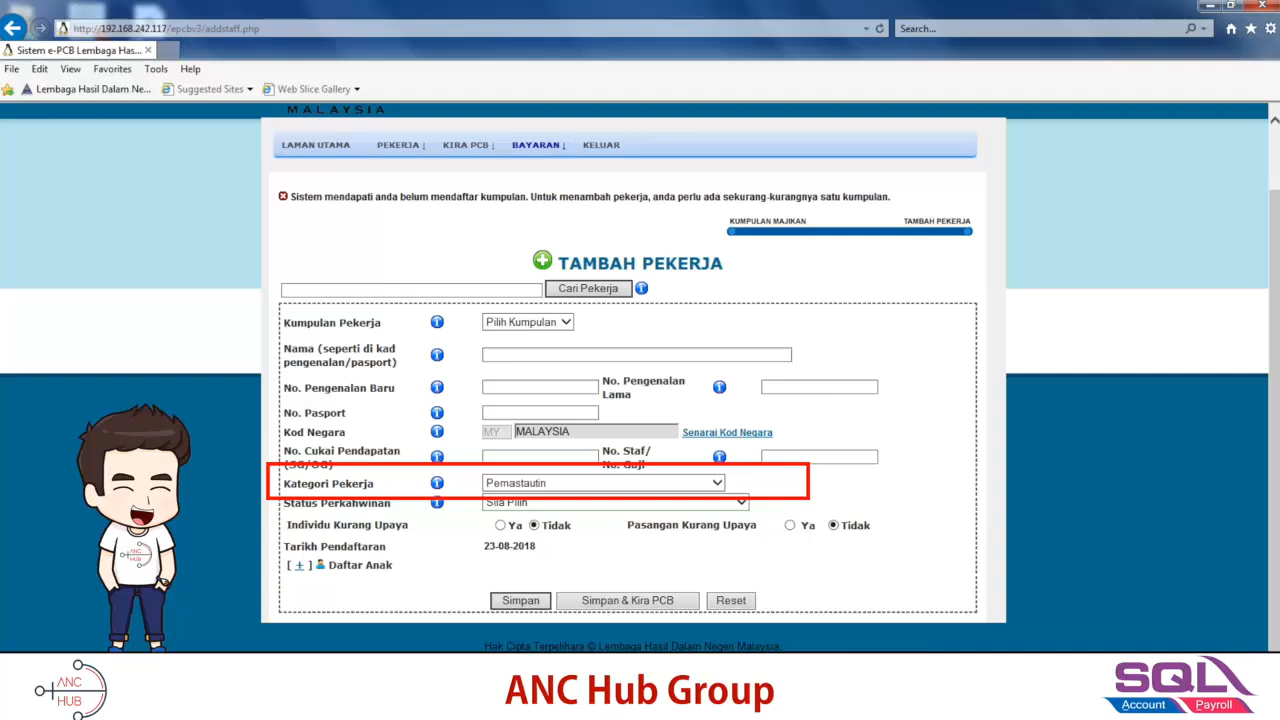 http://192.168.242.117/epcbv3/addstaff.php
Search...
Sistem e-PCB Lembaga Has...
File Edit View Favorites Tools Help
Lembaga Hasil Dalam Ne... Suggested Sites Web Slice Gallery
MALAYSIA
LAMAN UTAMA PEKERJA ↓ KIRA PCB ↓ BAYARAN ↓ KELUAR
Sistem mendapati anda belum mendaftar kumpulan. Untuk menambah pekerja, anda perlu ada sekurang-kurangnya satu kumpulan.
KUMPULAN MAJIKAN TAMBAH PEKERJA
TAMBAH PEKERJA
Cari Pekerja
Kumpulan Pekerja Pilih Kumpulan
Nama (seperti di kad
pengenalan/pasport)
No. Pengenalan Baru No. Pengenalan
Lama
No. Pasport
Kod Negara MY MALAYSIA Senarai Kod Negara
No. Cukai Pendapatan No. Staf/
(SG/OG) No. Gaji
Kategori Pekerja Pemastautin
Status Perkahwinan Sila Pilih
Individu Kurang Upaya Ya Tidak Pasangan Kurang Upaya Ya Tidak
Tarikh Pendaftaran 23-08-2018
[ + ] Daftar Anak
Simpan Simpan & Kira PCB Reset
Hak Cipta Terpelihara © Lembaga Hasil Dalam Negeri Malaysia.
ANC
HUB
ANC
HUB
ANC Hub Group
SQL
Account Payroll